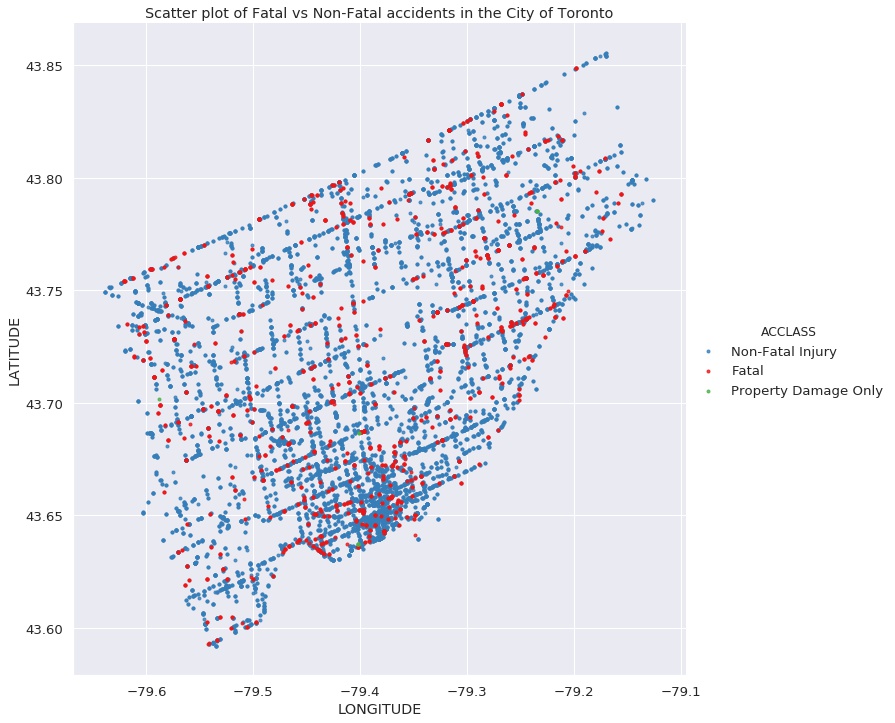 Scatter plot of Fatal vs Non-Fatal accidents in the City of Toronto
43.85
43.80
43.75
43.70
43.65
43.60
LATITUDE
−79.6 −79.5 −79.4 −79.3 −79.2 −79.1
LONGITUDE
ACCLASS
Non-Fatal Injury
Fatal
Property Damage Only